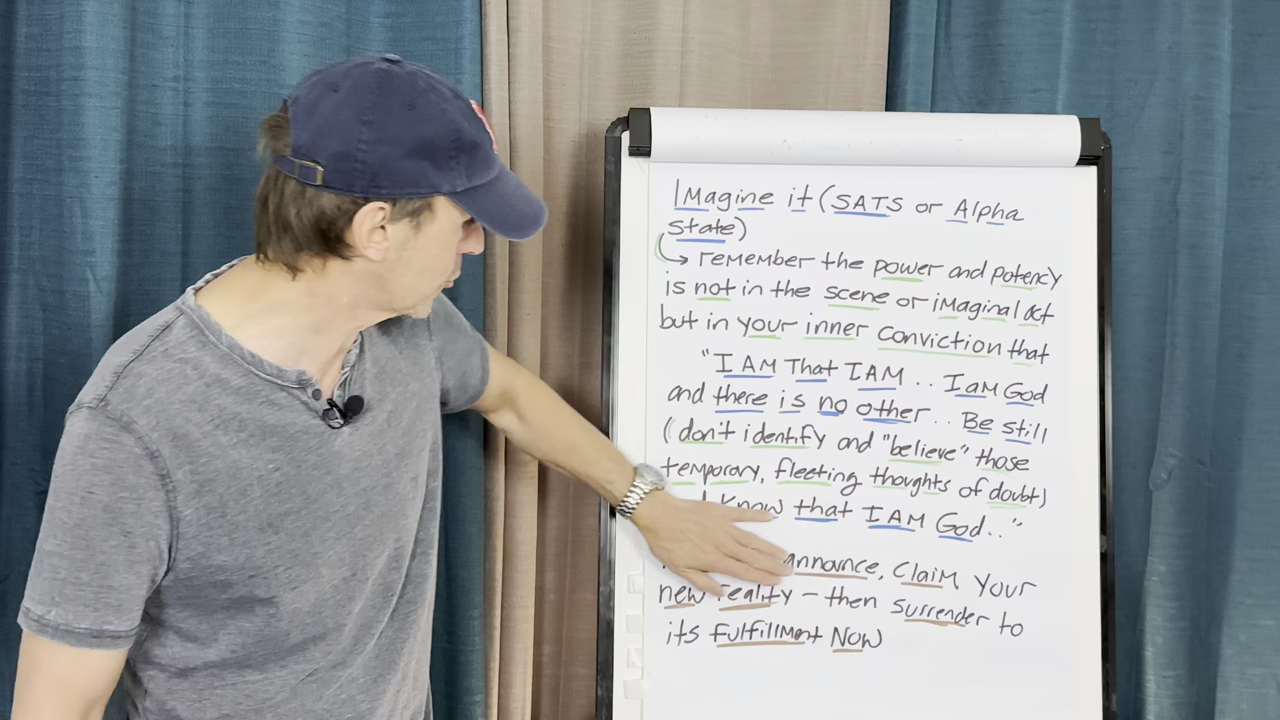 IMagine it (SATS or Alpha
State)
remember the power and potency
is not in the scene or imaginal act
but in your inner conviction that
"I AM That I AM .. I am God
and there is no other .. Be still
(don't identify and "believe" those
temporary, fleeting thoughts of doubt)
know that I AM God.."
announce, claim your
new reality - then surrender to
its fulfillment Now